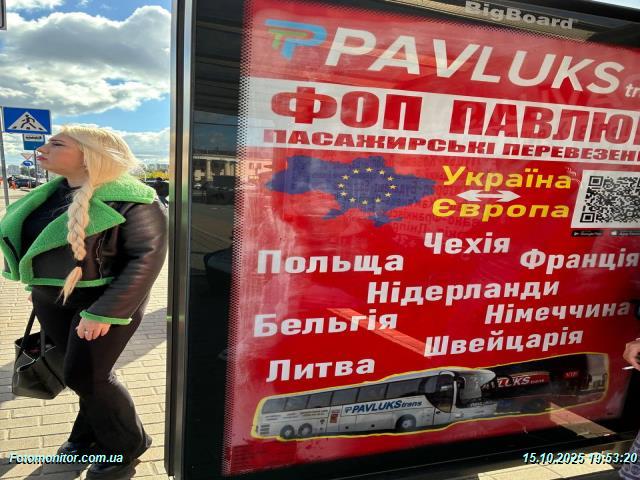 BigBoard
PAVLUKS
ФОП ПАВЛЮ
ПАСАЖИРСЬКІ ПЕРЕВЕЗЕН
Україна
Європа
Чехія
Польща
Франція
Нідерланди
Німеччина
Бельгія
Швейцарія
Литва
PAVLUKS trans
PAVLUKS
Fotomonitor.com.ua
15.10.2025 19:53:20